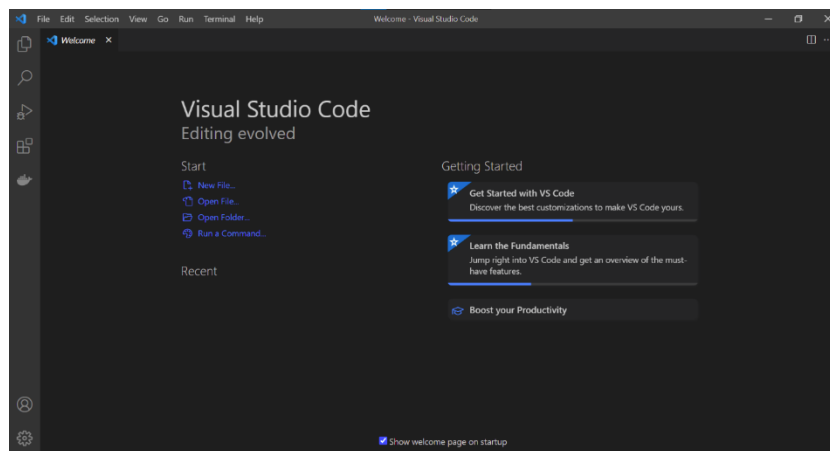 File Edit Selection View Go Run Terminal Help Welcome - Visual Studio Code
Welcome
Visual Studio Code
Editing evolved
Start
New File...
Open File...
Open Folder...
Run a Command...
Recent
Getting Started
Get Started with VS Code
Discover the best customizations to make VS Code yours.
Learn the Fundamentals
Jump right into VS Code and get an overview of the must-
have features.
Boost your Productivity
Show welcome page on startup